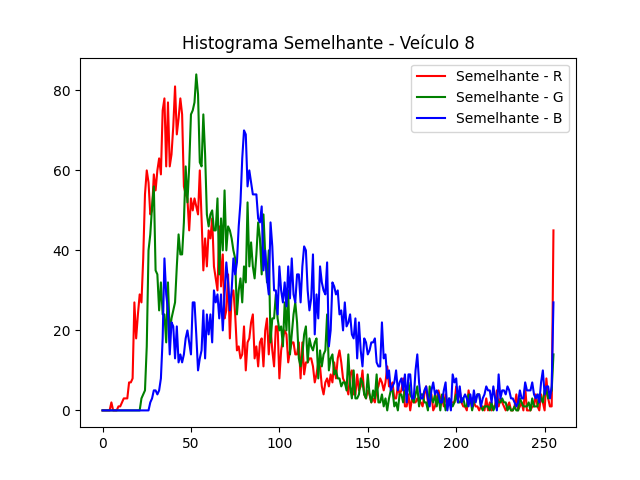 Histograma Semelhante - Veículo 8
Semelhante - R
Semelhante - G
Semelhante - B
80
60
40
20
0
0 50 100 150 200 250